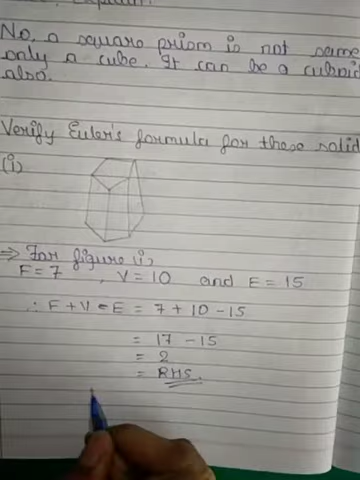 No, a square prism is not same
only a cube. It can be a cuboid
also.
Verify Euler's formula for these solid
(i)
⇒ For figure (i),
F = 7 , V = 10 and E = 15
∴ F + V - E = 7 + 10 - 15
= 17 - 15
= 2
= RHS.